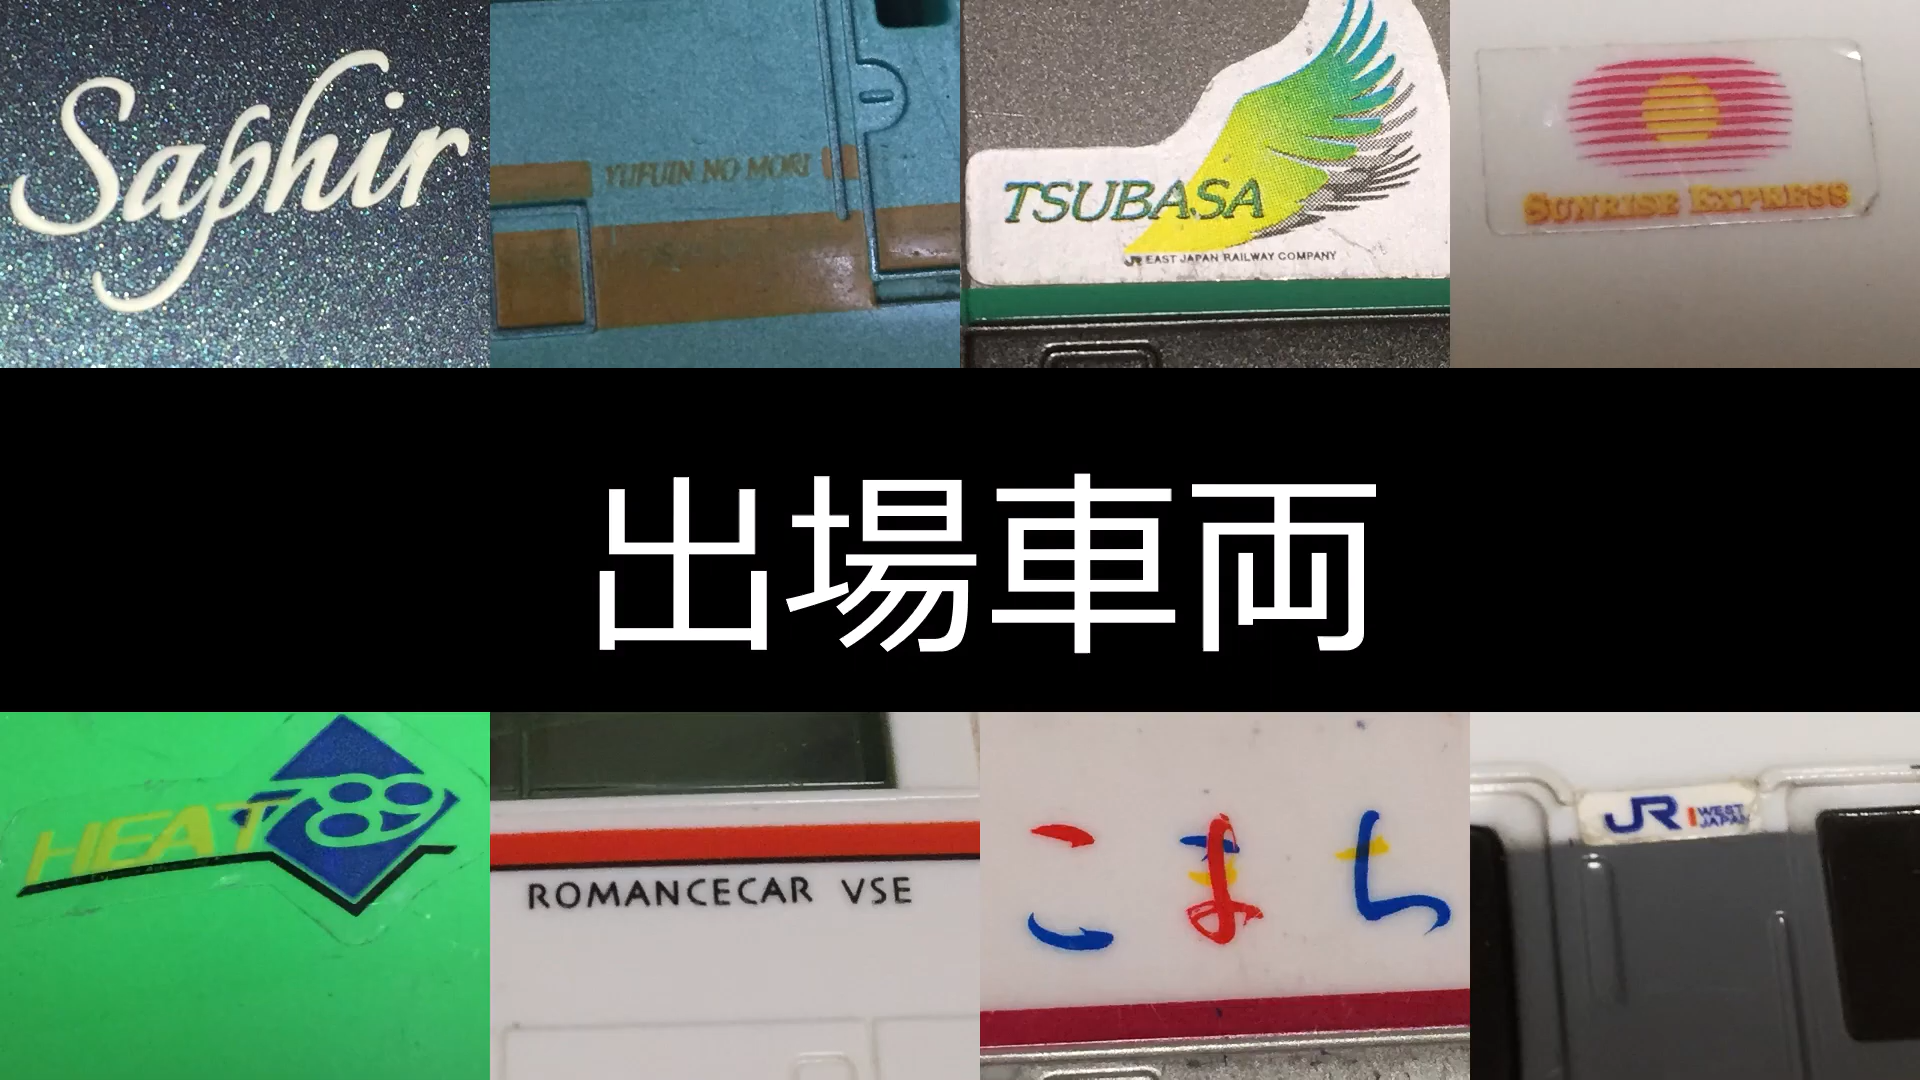 Saphir
YUFUIN NO MORI
TSUBASA
JR EAST JAPAN RAILWAY COMPANY
SUNRISE EXPRESS
出場車両
HEAT 789
ROMANCECAR VSE
こまち
JR WEST JAPAN